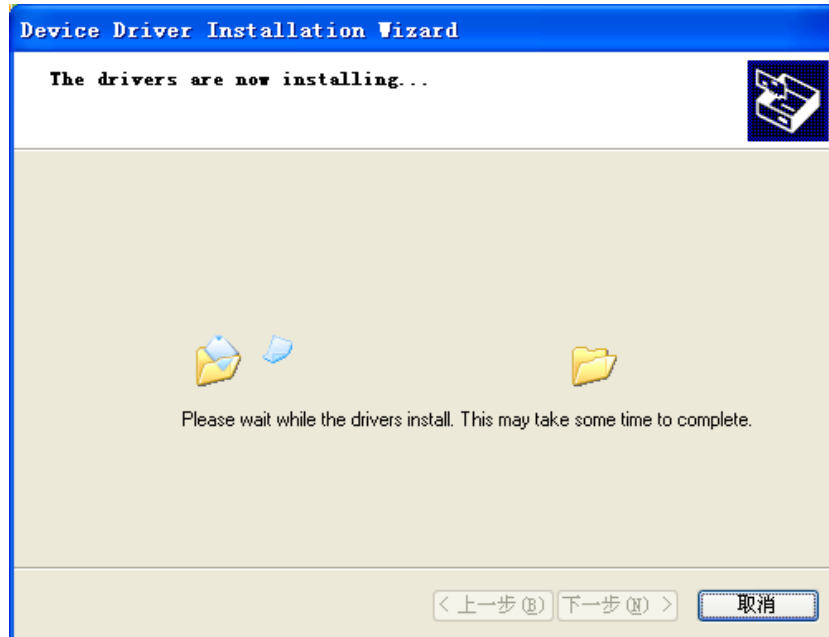 Device Driver Installation Wizard
The drivers are now installing...
Please wait while the drivers install. This may take some time to complete.
< 上一步(B) 下一步(N) > 取消